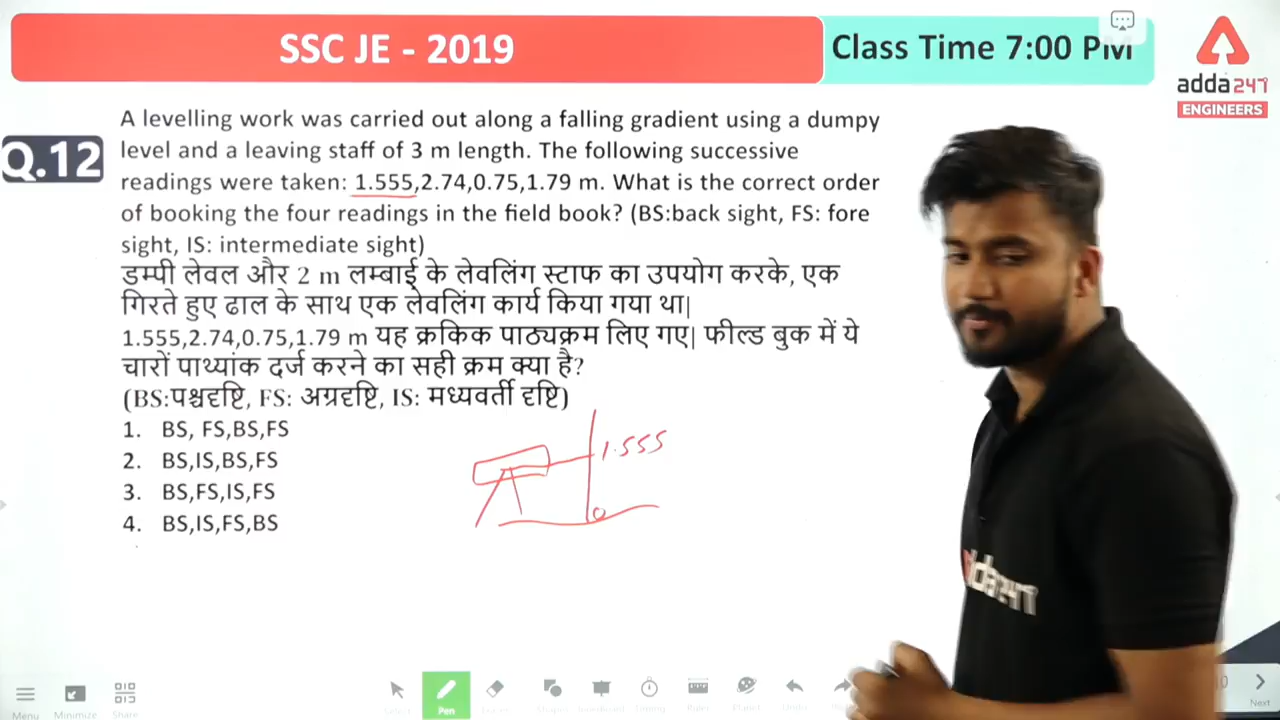 SSC JE - 2019
Class Time 7:00 PM
adda247
ENGINEERS
Q.12
A levelling work was carried out along a falling gradient using a dumpy
level and a leaving staff of 3 m length. The following successive
readings were taken: 1.555,2.74,0.75,1.79 m. What is the correct order
of booking the four readings in the field book? (BS:back sight, FS: fore
sight, IS: intermediate sight)
डम्पी लेवल और 2 m लम्बाई के लेवलिंग स्टाफ का उपयोग करके, एक
गिरते हुए ढाल के साथ एक लेवलिंग कार्य किया गया था|
1.555,2.74,0.75,1.79 m यह क्रकिक पाठ्यक्रम लिए गए| फील्ड बुक में ये
चारों पाथ्यांक दर्ज करने का सही क्रम क्या है?
(BS:पश्चदृष्टि, FS: अग्रदृष्टि, IS: मध्यवर्ती दृष्टि)
1. BS, FS,BS,FS
2. BS,IS,BS,FS
3. BS,FS,IS,FS
4. BS,IS,FS,BS
1.555
Menu
Minimize
Share
Select
Pen
Eraser
Shapes
Ruler
Undo
Next